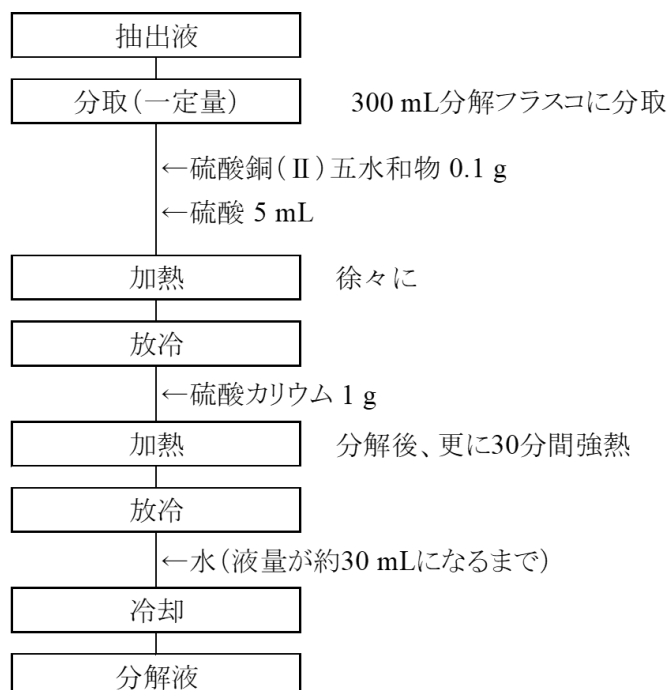 抽出液
分取(一定量) 300 mL分解フラスコに分取
←硫酸銅(Ⅱ)五水和物 0.1 g
←硫酸 5 mL
加熱 徐々に
放冷
←硫酸カリウム 1 g
加熱 分解後、更に30分間強熱
放冷
←水(液量が約30 mLになるまで)
冷却
分解液